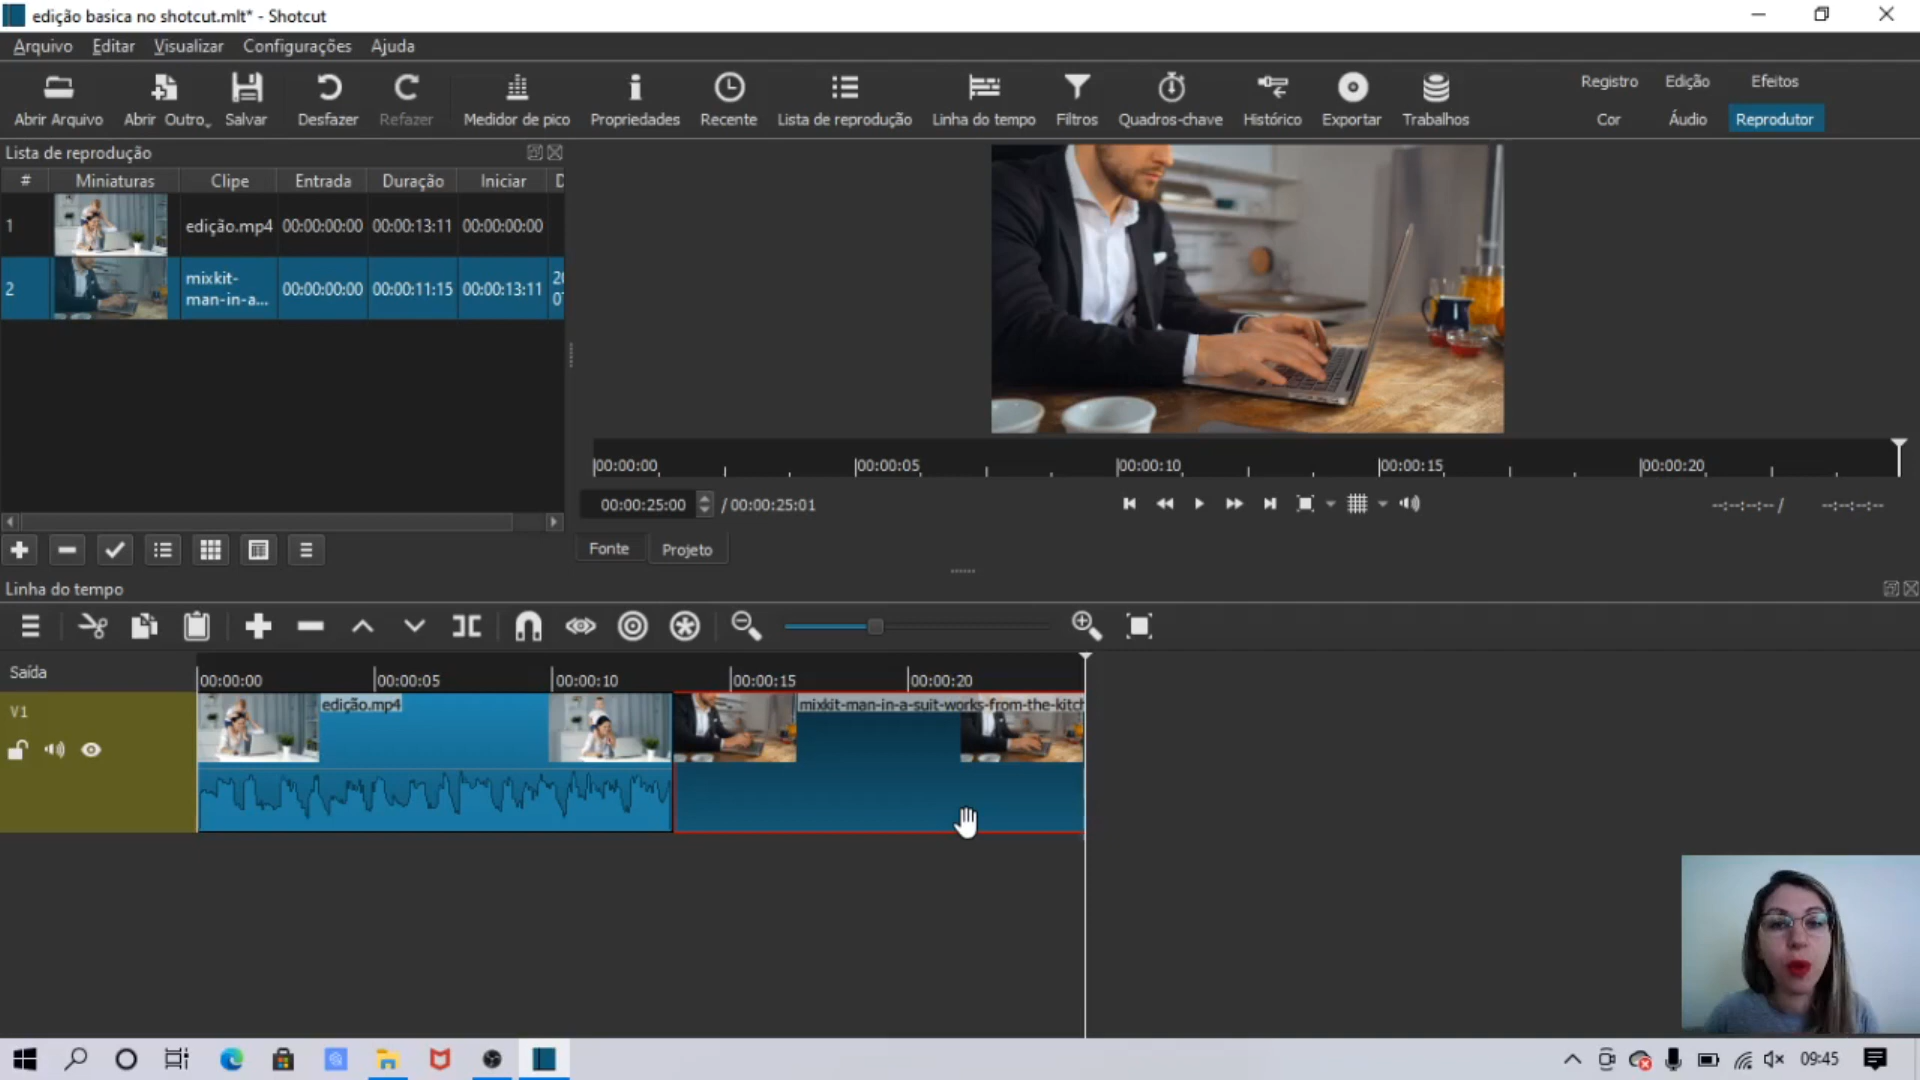 edição basica no shotcut.mlt* - Shotcut
Arquivo Editar Visualizar Configurações Ajuda
Abrir Arquivo Abrir Outro Salvar Desfazer Refazer Medidor de pico Propriedades Recente Lista de reprodução Linha do tempo Filtros Quadros-chave Histórico Exportar Trabalhos
Registro Edição Efeitos
Cor Áudio Reprodutor
Lista de reprodução
# Miniaturas Clipe Entrada Duração Iniciar
1 edição.mp4 00:00:00:00 00:00:13:11 00:00:00:00
2 mixkit-man-in-a... 00:00:00:00 00:00:11:15 00:00:13:11
00:00:00 00:00:05 00:00:10 00:00:15 00:00:20
00:00:25:00 / 00:00:25:01 --:--:--:-- / --:--:--:--
Fonte Projeto
Linha do tempo
Saída
00:00:00 00:00:05 00:00:10 00:00:15 00:00:20
V1
edição.mp4
mixkit-man-in-a-suit-works-from-the-kitch
09:45